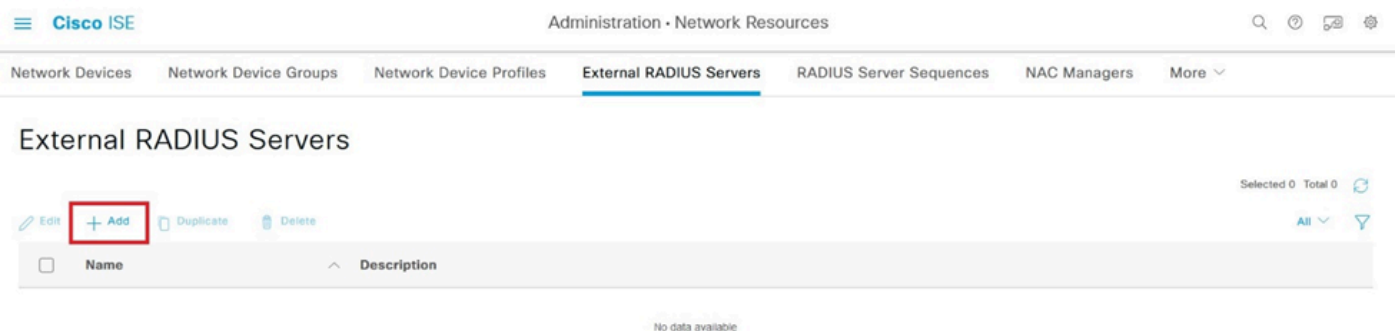 Cisco ISE Administration · Network Resources
Network Devices Network Device Groups Network Device Profiles External RADIUS Servers RADIUS Server Sequences NAC Managers More
External RADIUS Servers
Selected 0 Total 0
Edit Add Duplicate Delete All
Name Description
No data available